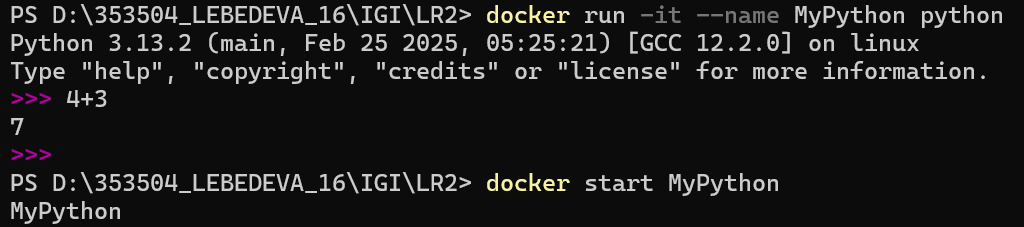 PS D:\353504_LEBEDEVA_16\IGI\LR2> docker run -it --name MyPython python
Python 3.13.2 (main, Feb 25 2025, 05:25:21) [GCC 12.2.0] on linux
Type "help", "copyright", "credits" or "license" for more information.
>>> 4+3
7
>>>
PS D:\353504_LEBEDEVA_16\IGI\LR2> docker start MyPython
MyPython